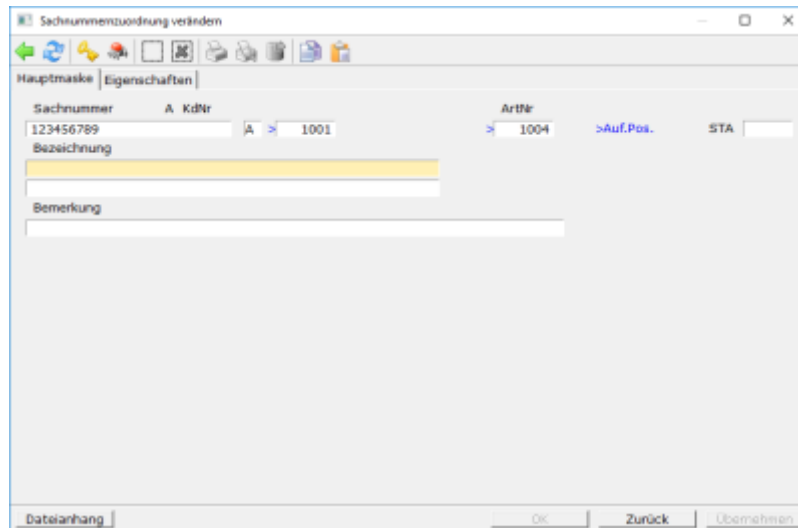 Sachnummernzuordnung verändern
Hauptmaske Eigenschaften
Sachnummer A KdNr ArtNr
123456789 A > 1001 > 1004 >Auf.Pos. STA
Bezeichnung
Bemerkung
Dateianhang OK Zurück Übernehmen